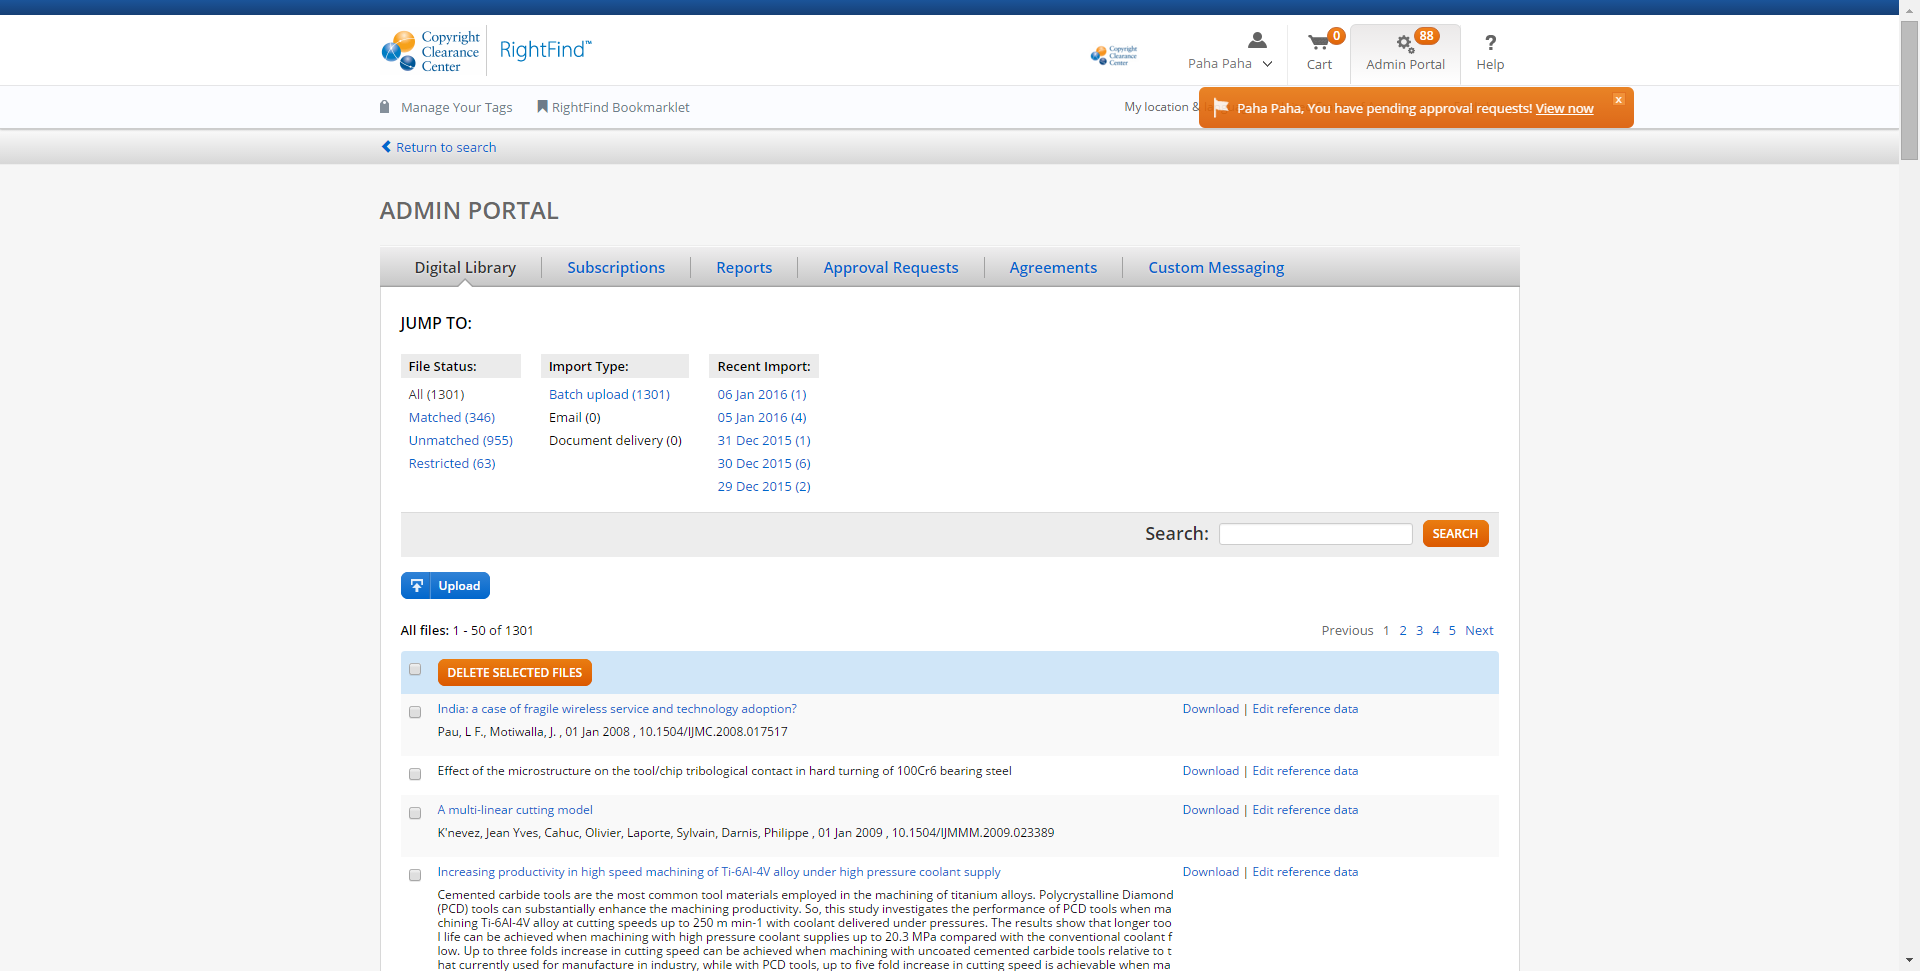 Copyright
Clearance
Center
RightFind™
Copyright
Clearance
Center
Paha Paha
0
Cart
88
Admin Portal
?
Help
Manage Your Tags
RightFind Bookmarklet
My location &
Paha Paha, You have pending approval requests! View now
x
Return to search
ADMIN PORTAL
Digital Library
Subscriptions
Reports
Approval Requests
Agreements
Custom Messaging
JUMP TO:
File Status:
All (1301)
Matched (346)
Unmatched (955)
Restricted (63)
Import Type:
Batch upload (1301)
Email (0)
Document delivery (0)
Recent Import:
06 Jan 2016 (1)
05 Jan 2016 (4)
31 Dec 2015 (1)
30 Dec 2015 (6)
29 Dec 2015 (2)
Search:
SEARCH
Upload
All files: 1 - 50 of 1301
Previous 1 2 3 4 5 Next
DELETE SELECTED FILES
India: a case of fragile wireless service and technology adoption?
Download | Edit reference data
Pau, L F., Motiwalla, J. , 01 Jan 2008 , 10.1504/IJMC.2008.017517
Effect of the microstructure on the tool/chip tribological contact in hard turning of 100Cr6 bearing steel
Download | Edit reference data
A multi-linear cutting model
Download | Edit reference data
K'nevez, Jean Yves, Cahuc, Olivier, Laporte, Sylvain, Darnis, Philippe , 01 Jan 2009 , 10.1504/IJMMM.2009.023389
Increasing productivity in high speed machining of Ti-6Al-4V alloy under high pressure coolant supply
Download | Edit reference data
Cemented carbide tools are the most common tool materials employed in the machining of titanium alloys. Polycrystalline Diamond
(PCD) tools can substantially enhance the machining productivity. So, this study investigates the performance of PCD tools when ma
chining Ti-6Al-4V alloy at cutting speeds up to 250 m min-1 with coolant delivered under pressures. The results show that longer too
l life can be achieved when machining with high pressure coolant supplies up to 20.3 MPa compared with the conventional coolant f
low. Up to three folds increase in cutting speed can be achieved when machining with uncoated cemented carbide tools relative to t
hat currently used for manufacture in industry, while with PCD tools, up to five fold increase in cutting speed is achievable when ma